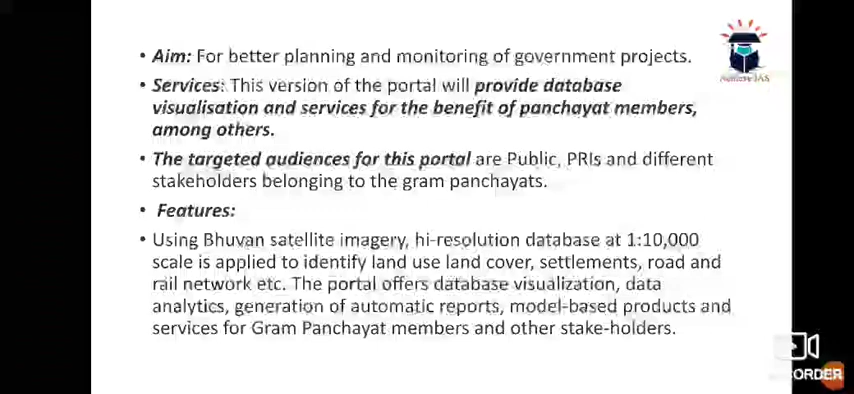 • Aim: For better planning and monitoring of government projects.
• Services: This version of the portal will provide database
visualisation and services for the benefit of panchayat members,
among others.
• The targeted audiences for this portal are Public, PRIs and different
stakeholders belonging to the gram panchayats.
• Features:
• Using Bhuvan satellite imagery, hi-resolution database at 1:10,000
scale is applied to identify land use land cover, settlements, road and
rail network etc. The portal offers database visualization, data
analytics, generation of automatic reports, model-based products and
services for Gram Panchayat members and other stake-holders.